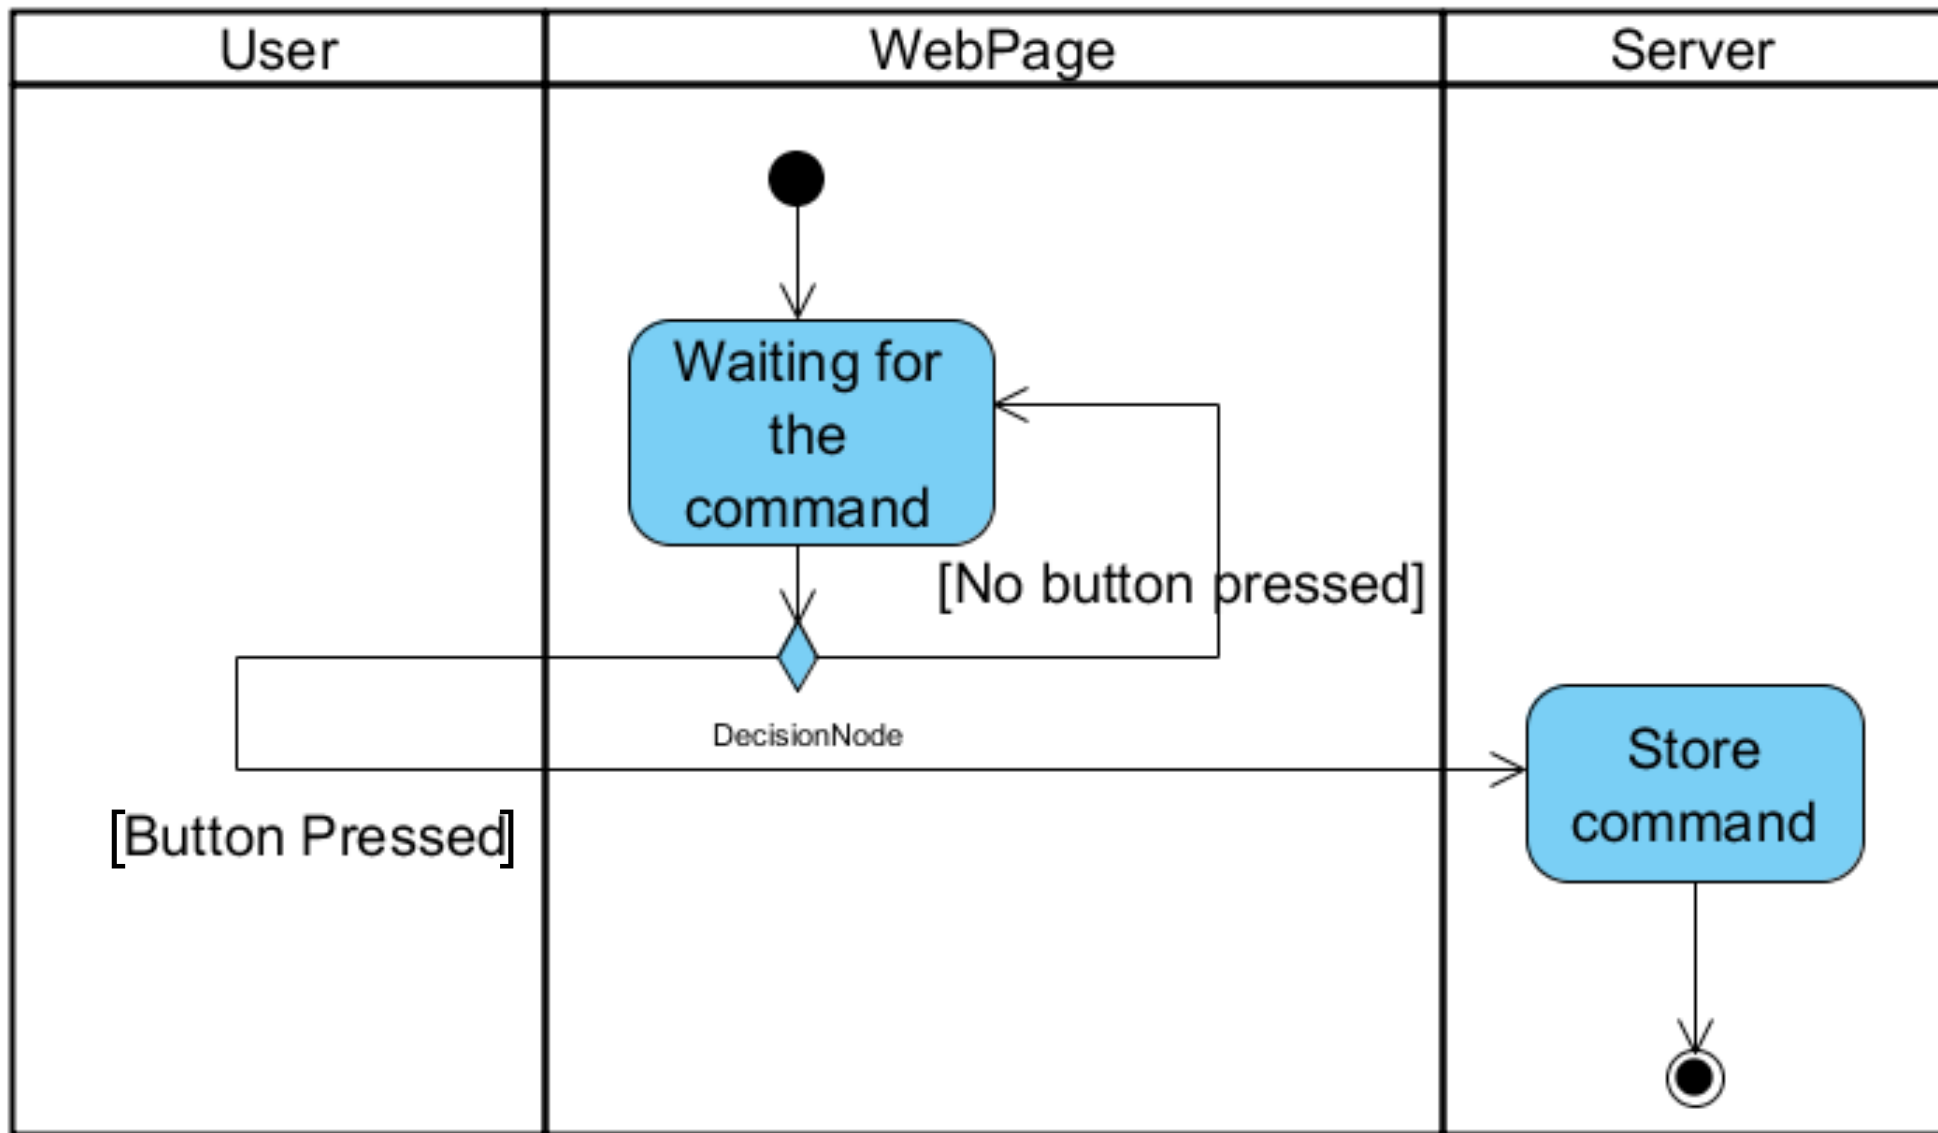 User
WebPage
Server
Waiting for
the
command
[No button pressed]
DecisionNode
[Button Pressed]
Store
command